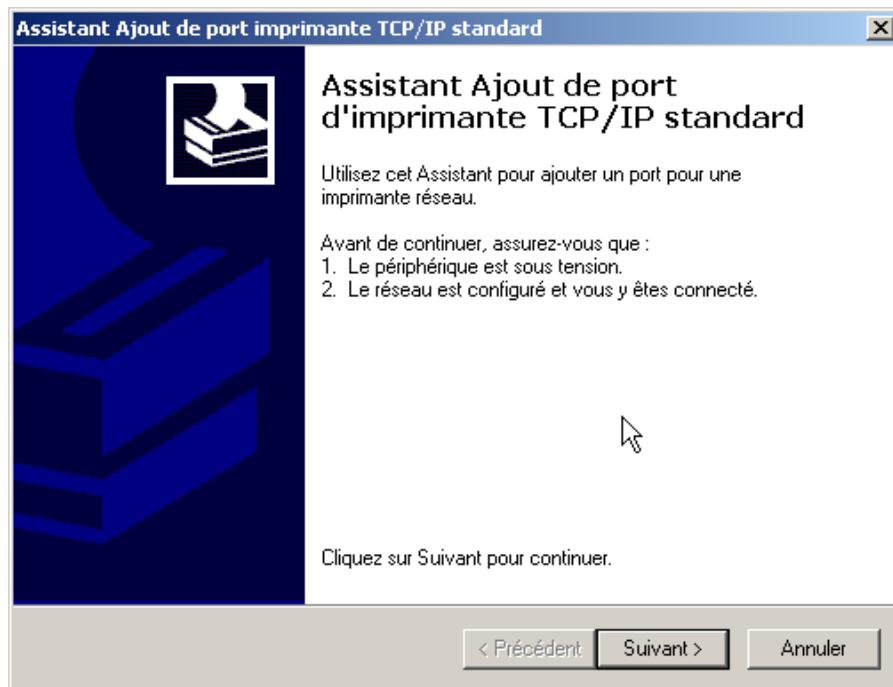 Assistant Ajout de port imprimante TCP/IP standard
Assistant Ajout de port
d'imprimante TCP/IP standard
Utilisez cet Assistant pour ajouter un port pour une
imprimante réseau.
Avant de continuer, assurez-vous que :
1. Le périphérique est sous tension.
2. Le réseau est configuré et vous y êtes connecté.
Cliquez sur Suivant pour continuer.
< Précédent Suivant > Annuler